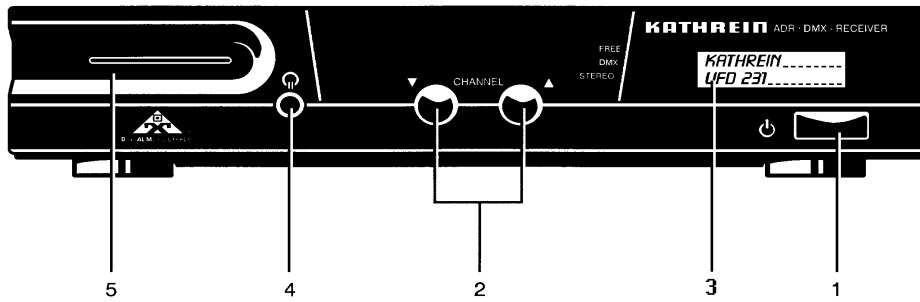 KATHREIN ADR · DMX · RECEIVER
FREE
DMX
STEREO
KATHREIN
UFD 231
▼ CHANNEL ▲
5 4 2 3 1